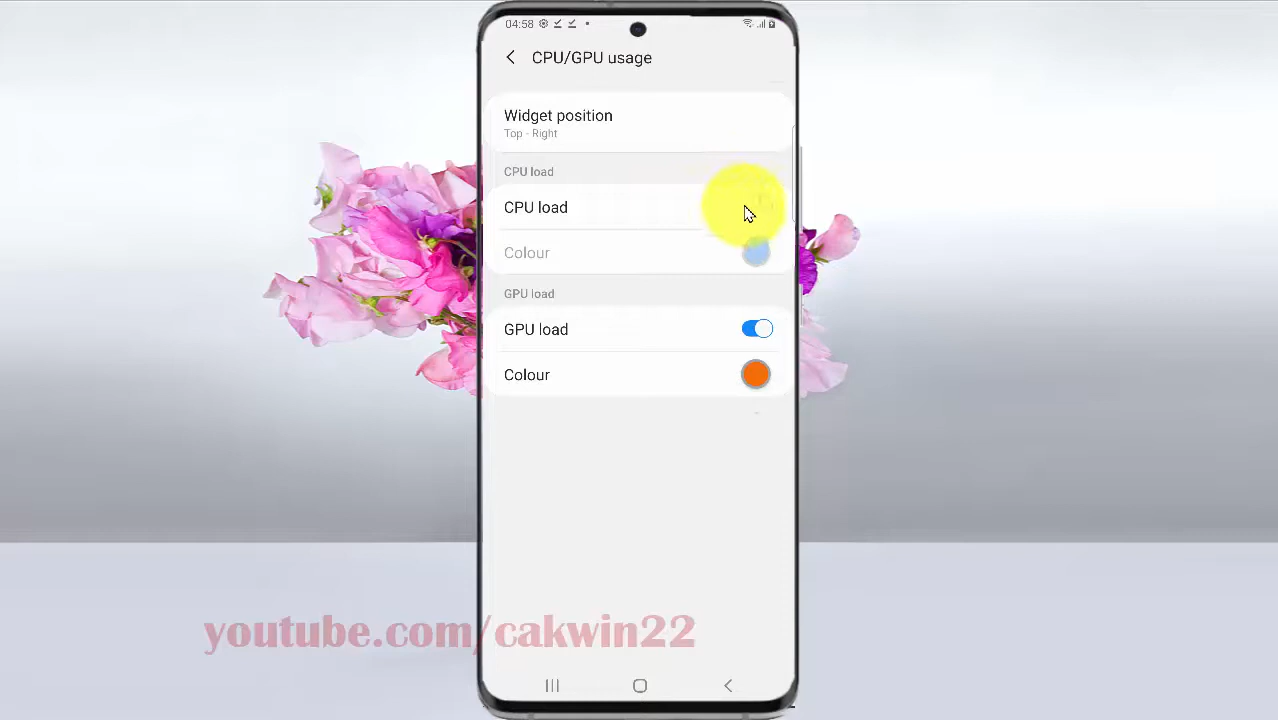 04:58
CPU/GPU usage
Widget position
Top - Right
CPU load
CPU load
Colour
GPU load
GPU load
Colour
youtube.com/cakwin22